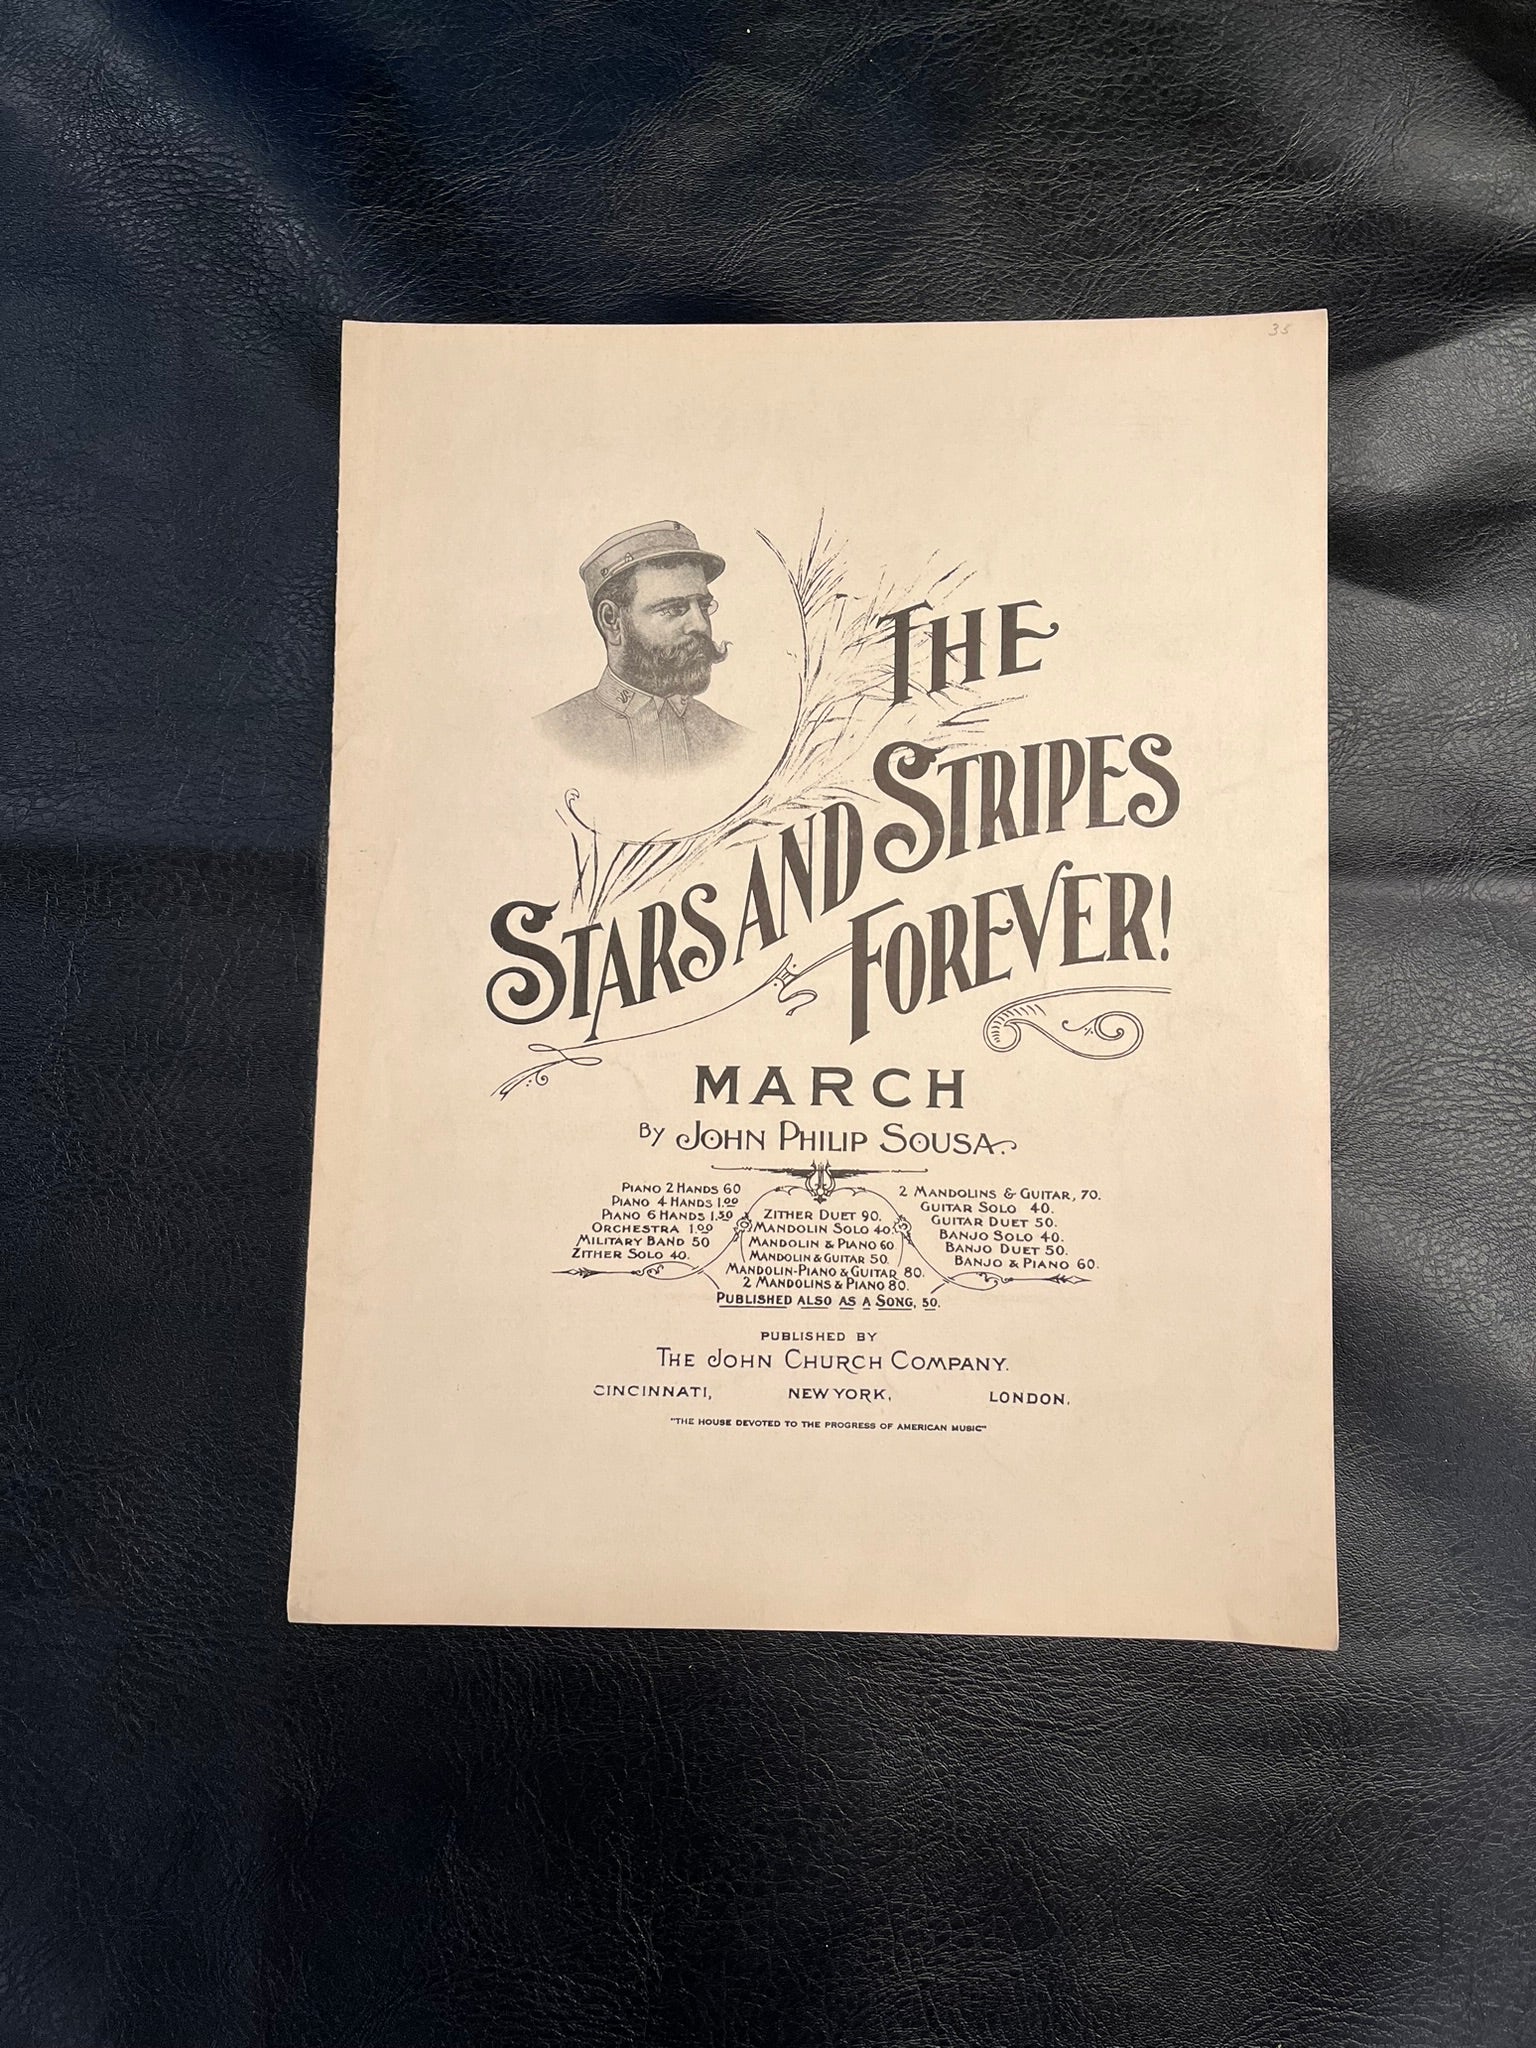 35
THE
STARS AND STRIPES
FOREVER!
MARCH
BY JOHN PHILIP SOUSA.
PIANO 2 HANDS 60
PIANO 4 HANDS 1.00
PIANO 6 HANDS 1.50
ORCHESTRA 1.00
MILITARY BAND 50
ZITHER SOLO 40.
ZITHER DUET 90.
MANDOLIN SOLO 40.
MANDOLIN & PIANO 60
MANDOLIN & GUITAR 50.
MANDOLIN-PIANO & GUITAR 80.
2 MANDOLINS & PIANO 80.
2 MANDOLINS & GUITAR, 70.
GUITAR SOLO 40.
GUITAR DUET 50.
BANJO SOLO 40.
BANJO DUET 50.
BANJO & PIANO 60.
PUBLISHED ALSO AS A SONG, 50.
PUBLISHED BY
THE JOHN CHURCH COMPANY.
CINCINNATI, NEW YORK, LONDON.
"THE HOUSE DEVOTED TO THE PROGRESS OF AMERICAN MUSIC"